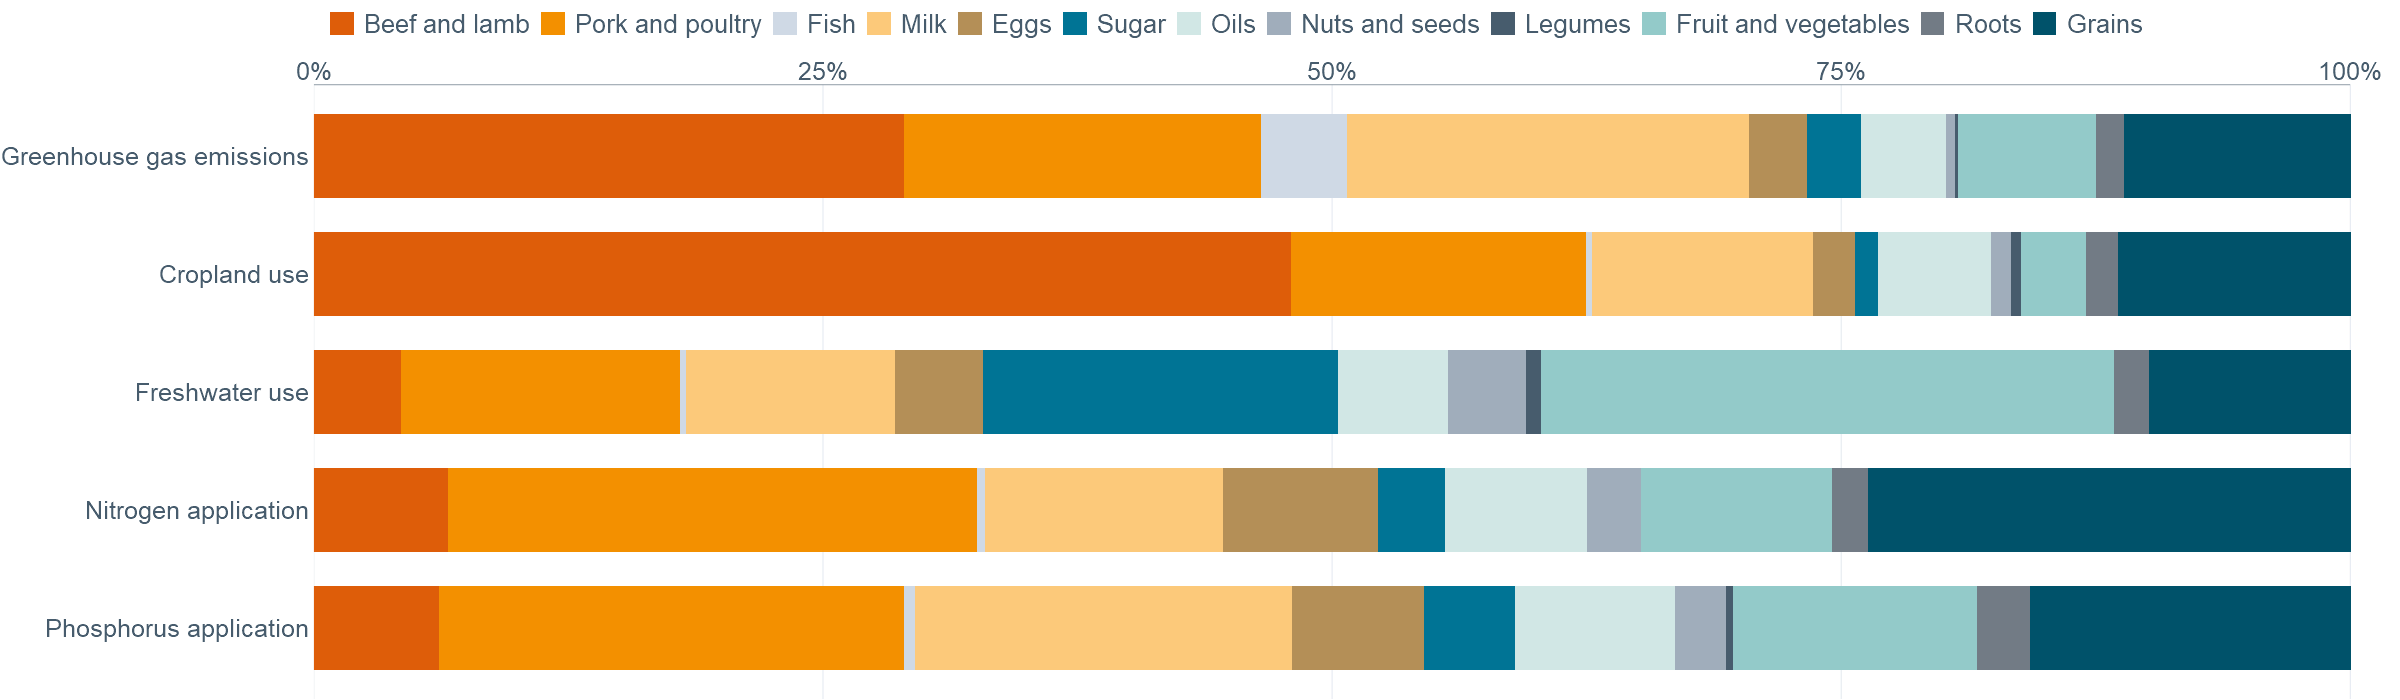 Beef and lamb Pork and poultry Fish Milk Eggs Sugar Oils Nuts and seeds Legumes Fruit and vegetables Roots Grains
0% 25% 50% 75% 100%
Greenhouse gas emissions
Cropland use
Freshwater use
Nitrogen application
Phosphorus application